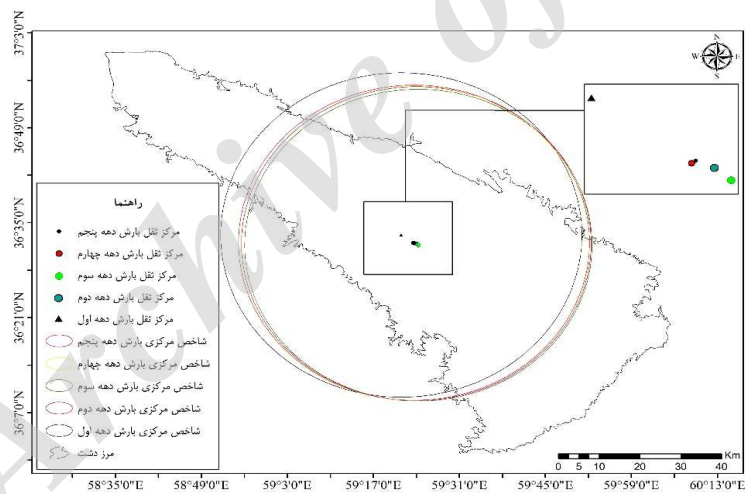 37°3'0"N
36°49'0"N
36°35'0"N
36°21'0"N
36°7'0"N
N
W E
S
راهنما
مرکز ثقل بارش دهه پنجم
مرکز ثقل بارش دهه چهارم
مرکز ثقل بارش دهه سوم
مرکز ثقل بارش دهه دوم
مرکز ثقل بارش دهه اول
شاخص مرکزی بارش دهه پنجم
شاخص مرکزی بارش دهه چهارم
شاخص مرکزی بارش دهه سوم
شاخص مرکزی بارش دهه دوم
شاخص مرکزی بارش دهه اول
مرز دشت
Km
0 5 10 20 30 40
58°35'0"E 58°49'0"E 59°3'0"E 59°17'0"E 59°31'0"E 59°45'0"E 59°59'0"E 60°13'0"E
Archive of